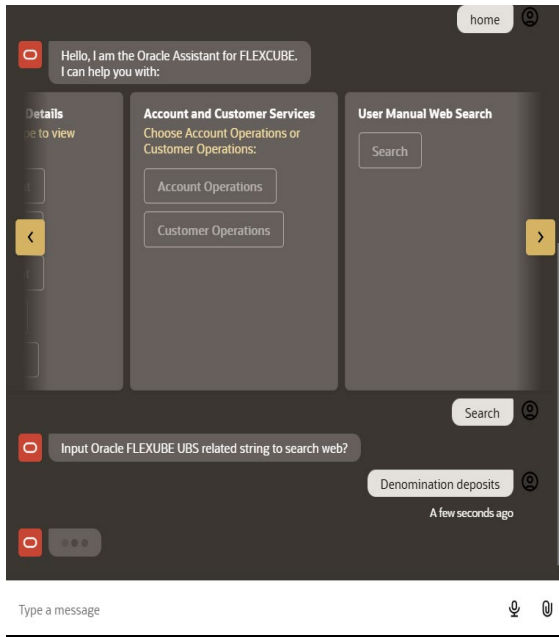 home
Hello, I am the Oracle Assistant for FLEXCUBE.
I can help you with:
Details
to view
Account and Customer Services
Choose Account Operations or
Customer Operations:
Account Operations
Customer Operations
User Manual Web Search
Search
Search
Input Oracle FLEXUBE UBS related string to search web?
Denomination deposits
A few seconds ago
Type a message